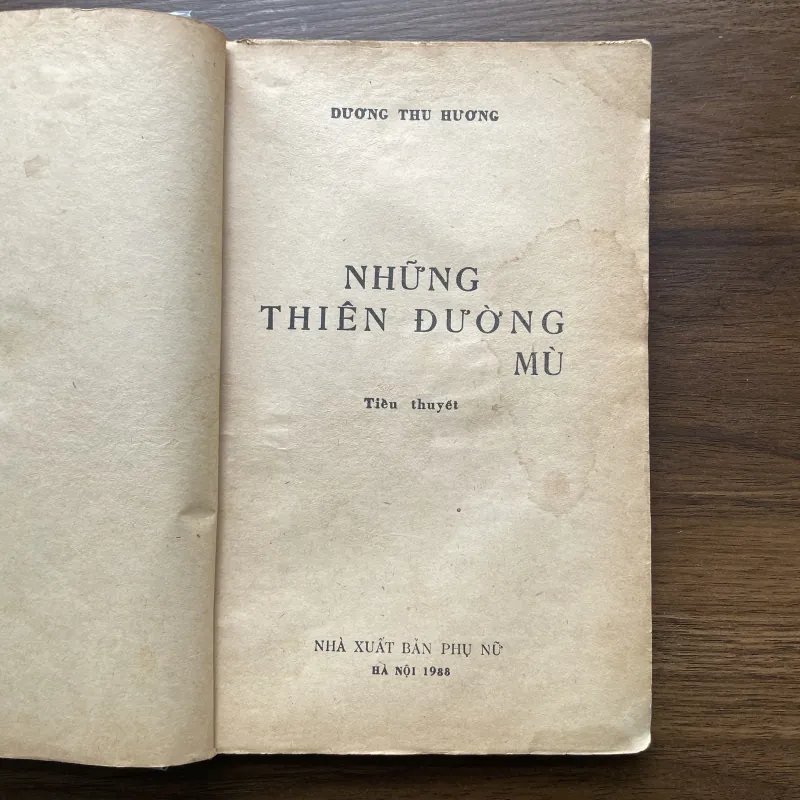 DƯƠNG THU HƯƠNG
NHỮNG
THIÊN ĐƯỜNG
MÙ
Tiểu thuyết
NHÀ XUẤT BẢN PHỤ NỮ
HÀ NỘI 1988